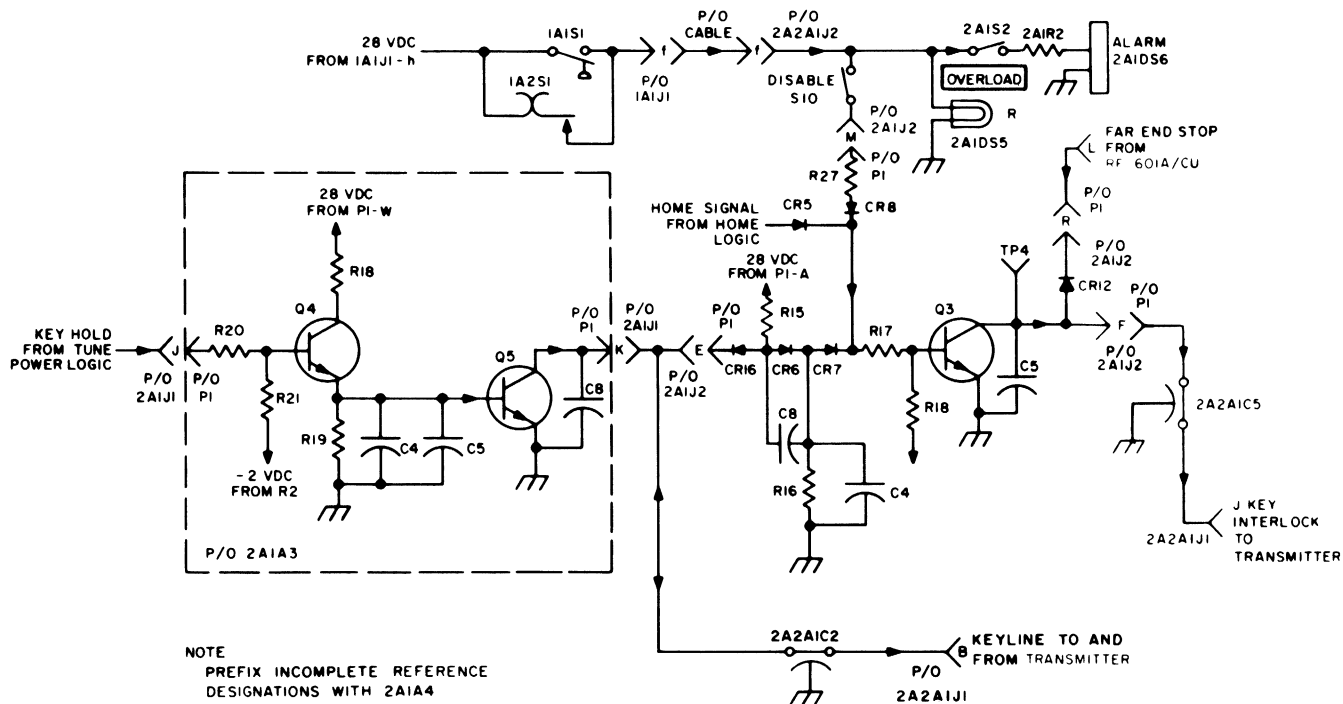 28 VDC
FROM 1A1J1-h
1A1S1
1A2S1
f
P/O
1A1J1
P/O
CABLE
f
P/O
2A2A1J2
DISABLE
S10
P/O
2A1J2
M
P/O
P1
R27
CR8
2A1S2
2A1R2
OVERLOAD
ALARM
2A1DS6
R
2A1DS5
FAR END STOP
FROM
RF 601A/CU
L
P/O
P1
R
P/O
2A1J2
CR12
HOME SIGNAL
FROM HOME
LOGIC
CR5
28 VDC
FROM P1-W
R18
Q4
KEY HOLD
FROM TUNE
POWER LOGIC
J
P/O
2A1J1
P/O
P1
R20
R21
-2 VDC
FROM R2
R19
C4
C5
Q5
C8
P/O
P1
K
P/O
2A1J1
P/O 2A1A3
E
P/O
2A1J2
P/O
P1
28 VDC
FROM P1-A
R15
CR16
CR6
CR7
C8
R16
C4
R17
R18
Q3
TP4
C5
F
P/O
2A1J2
P/O
P1
2A2A1C5
2A2A1J1
J KEY
INTERLOCK
TO
TRANSMITTER
2A2A1C2
B
P/O
2A2A1J1
KEYLINE TO AND
FROM TRANSMITTER
NOTE
PREFIX INCOMPLETE REFERENCE
DESIGNATIONS WITH 2A1A4